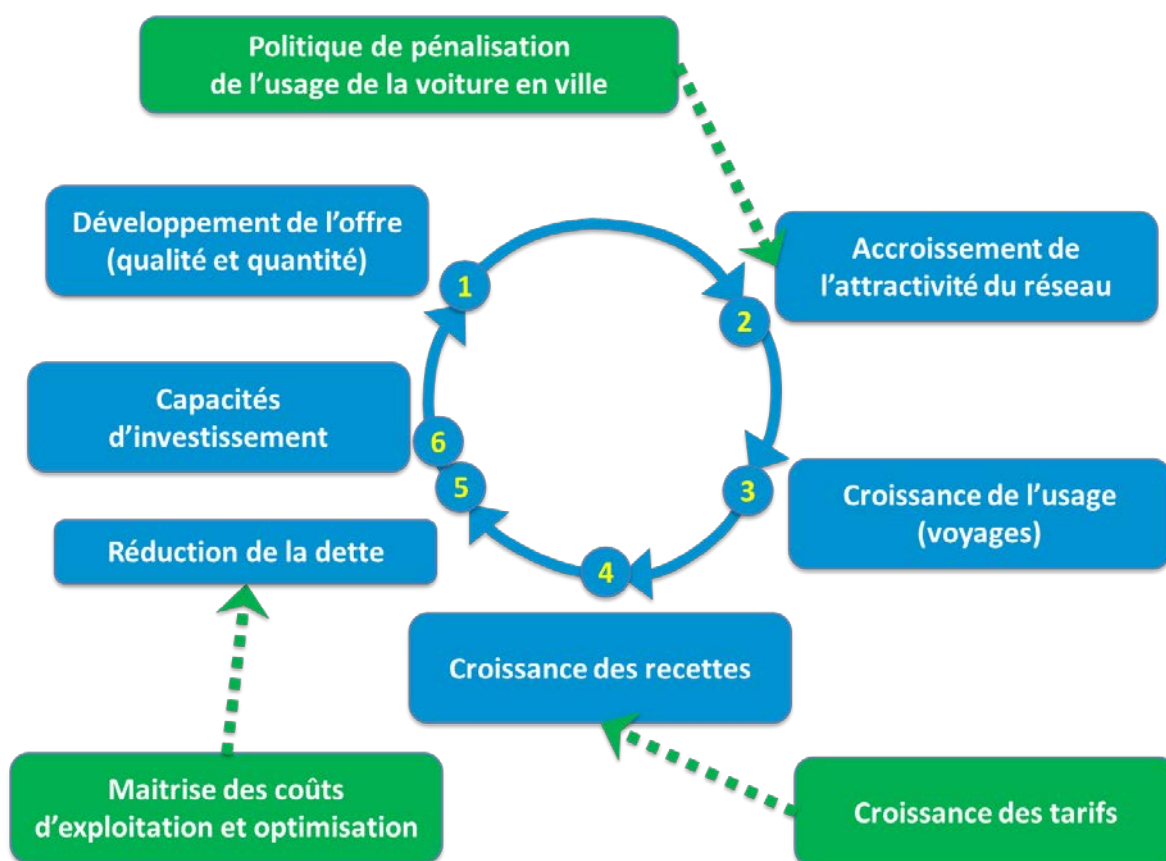 Politique de pénalisation
de l’usage de la voiture en ville
Développement de l’offre
(qualité et quantité)
1
2
Accroissement de
l’attractivité du réseau
Capacités
d’investissement
6
5
3
Croissance de l’usage
(voyages)
Réduction de la dette
4
Croissance des recettes
Maitrise des coûts
d’exploitation et optimisation
Croissance des tarifs